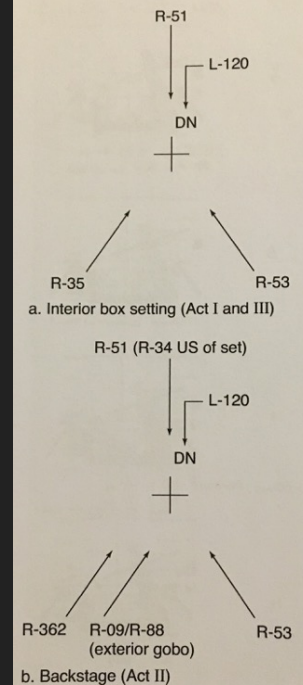 R-51
L-120
DN
R-35 R-53
a. Interior box setting (Act I and III)
R-51 (R-34 US of set)
L-120
DN
R-362 R-09/R-88 R-53
(exterior gobo)
b. Backstage (Act II)